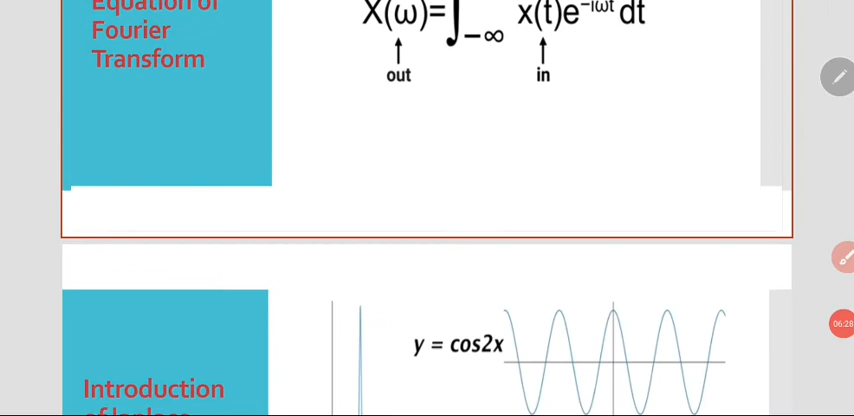 Equation of
Fourier
Transform
X(ω)=∫−∞ x(t)e−iωt dt
out
in
06:28
y = cos2x
Introduction